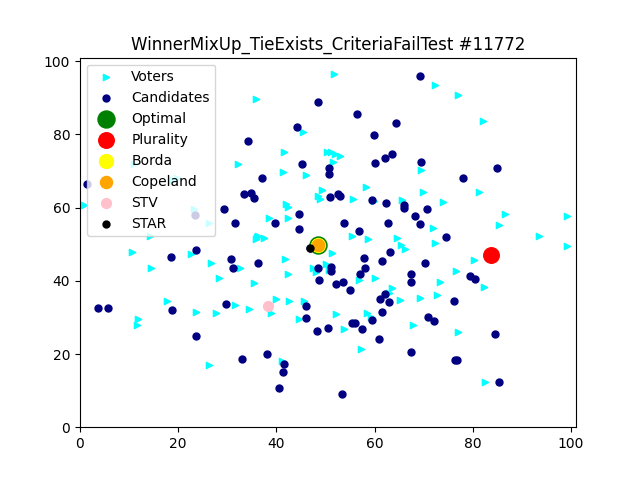 WinnerMixUp_TieExists_CriteriaFailTest #11772
100
80
60
40
20
0
Voters
Candidates
Optimal
Plurality
Borda
Copeland
STV
STAR
0 20 40 60 80 100